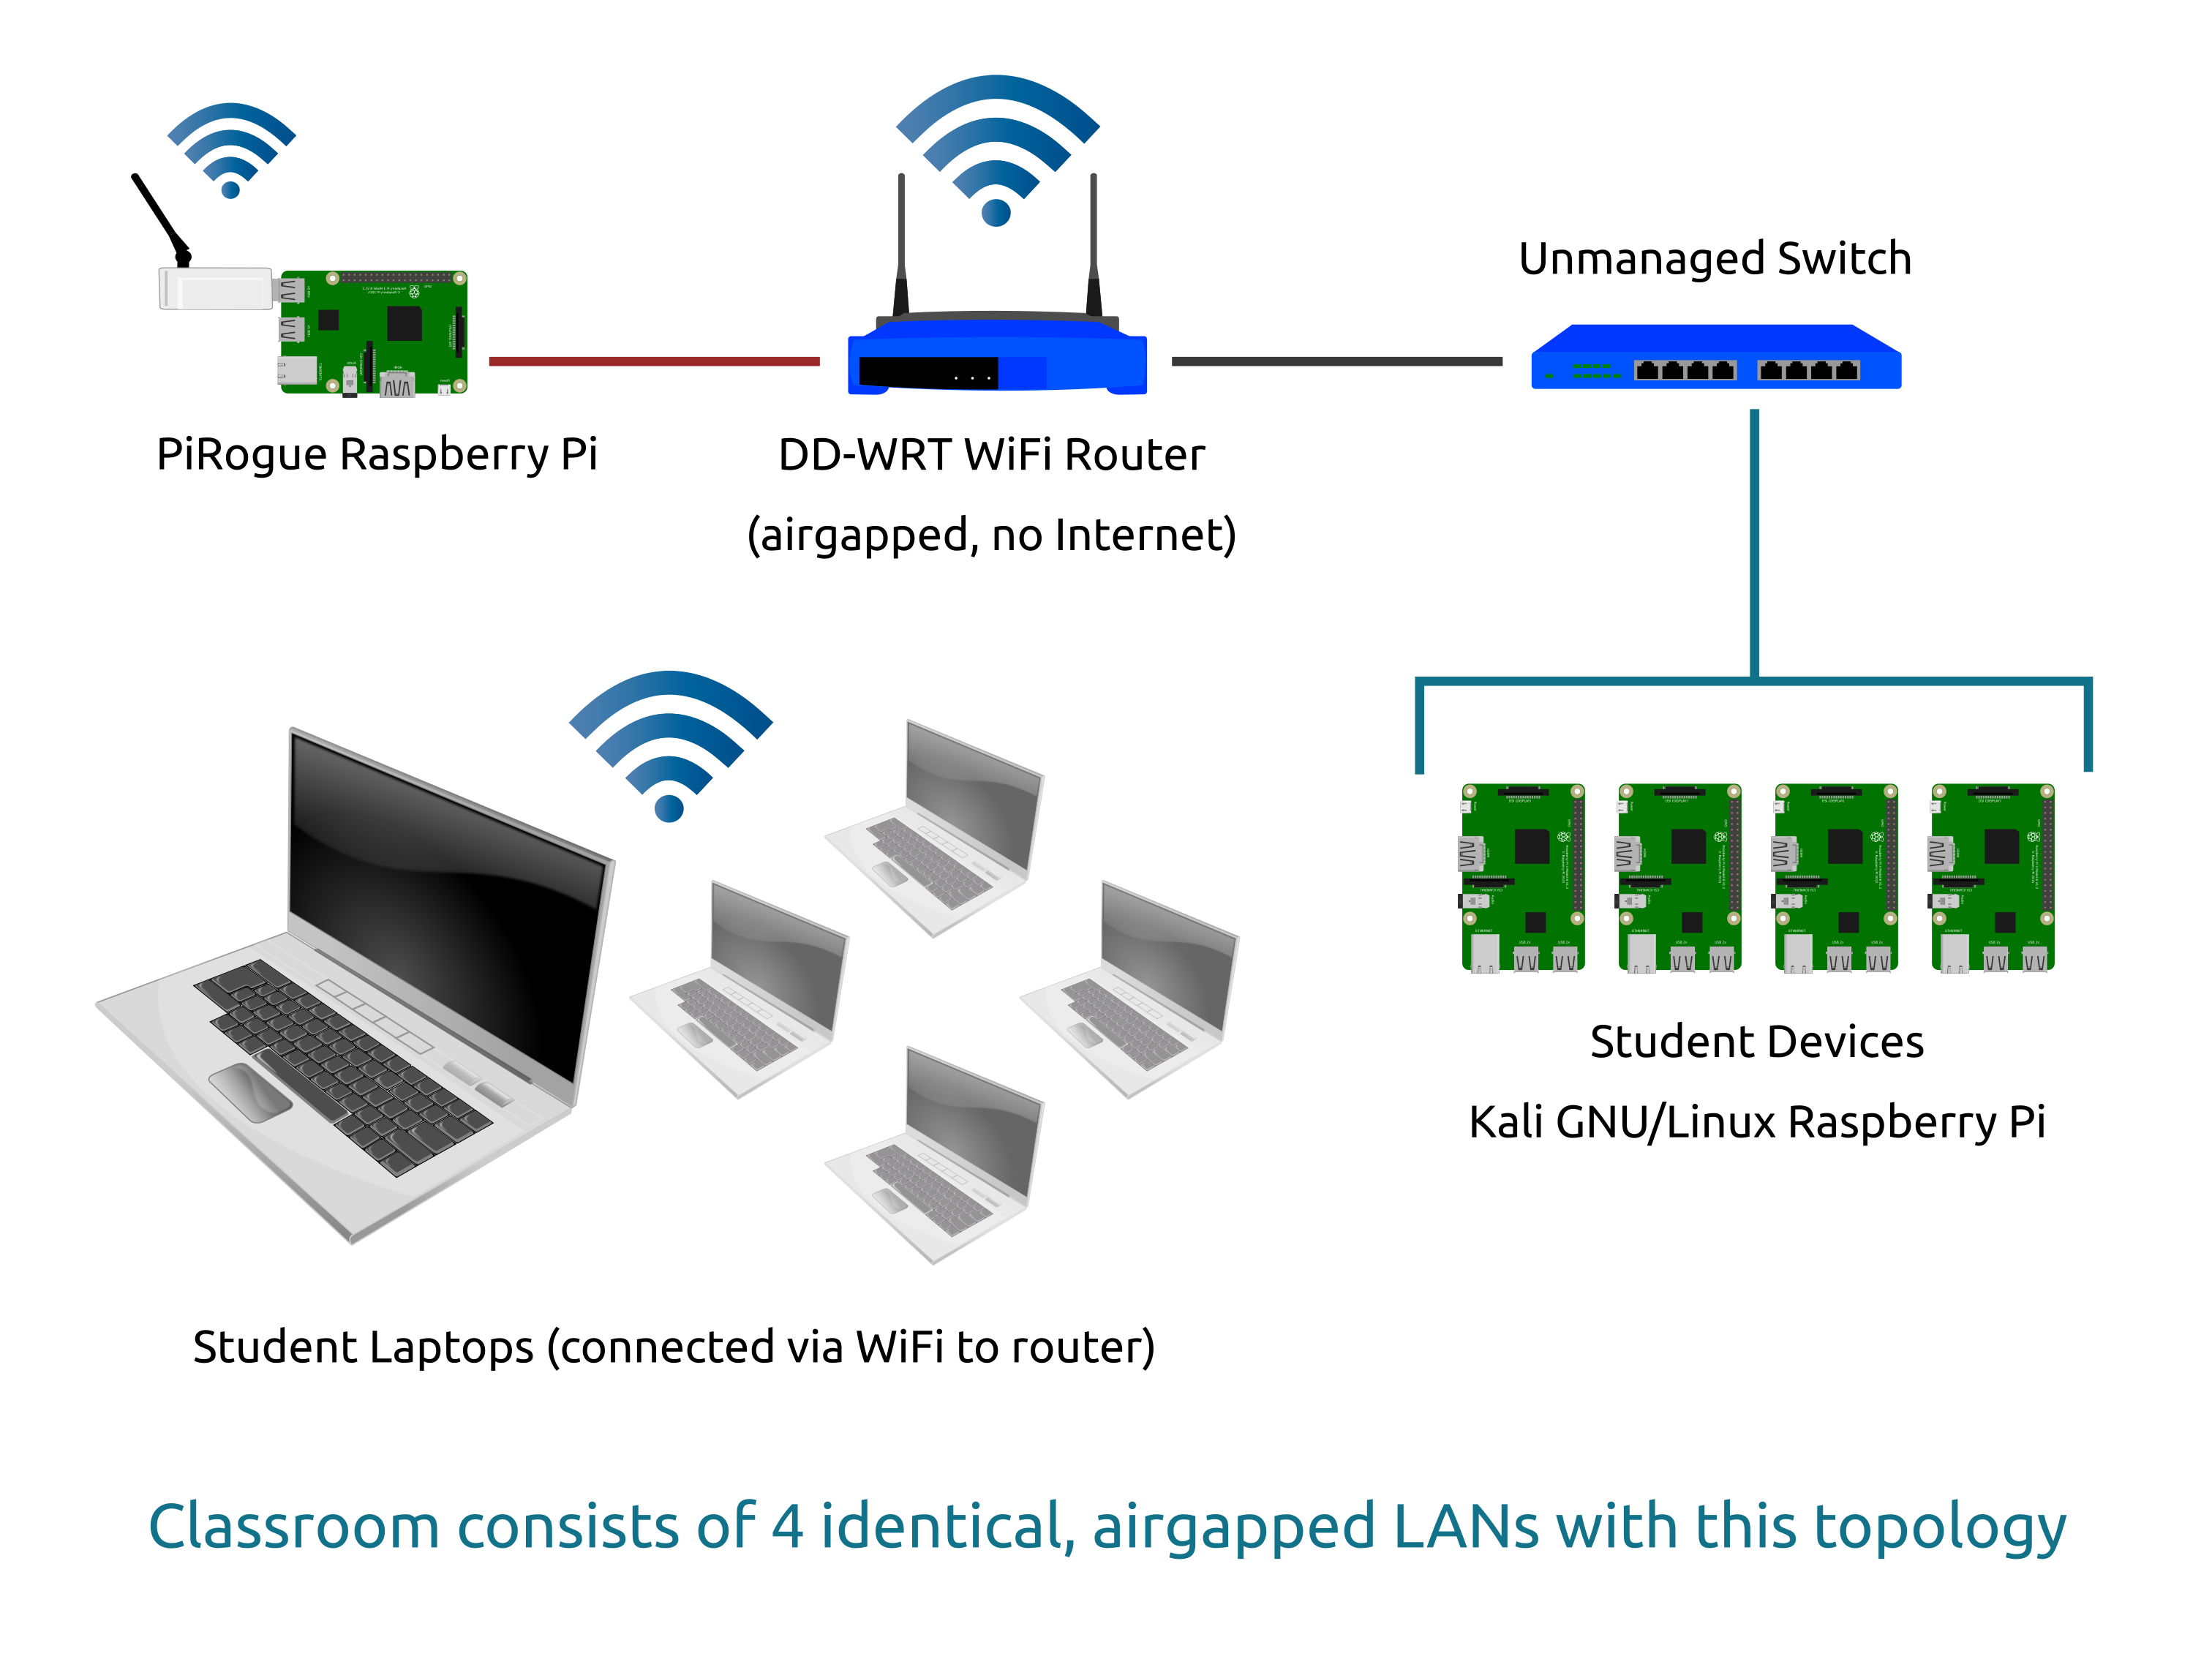 Unmanaged Switch
PiRogue Raspberry Pi
DD-WRT WiFi Router
(airgapped, no Internet)
Student Devices
Kali GNU/Linux Raspberry Pi
Student Laptops (connected via WiFi to router)
Classroom consists of 4 identical, airgapped LANs with this topology